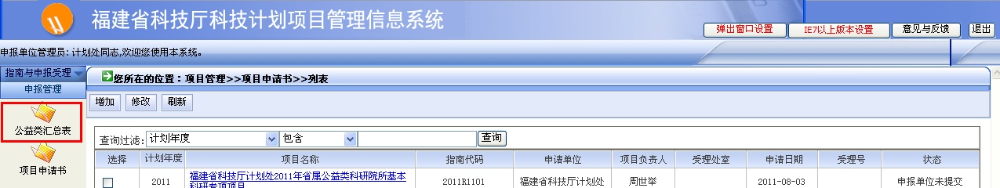 福建省科技厅科技计划项目管理信息系统
弹出窗口设置 IE7以上版本设置 意见与反馈 退出
申报单位管理员: 计划处同志,欢迎您使用本系统。
指南与申报受理
申报管理
公益类汇总表
项目申请书
您所在的位置：项目管理>>项目申请书>>列表
增加 修改 刷新
查询过滤: 计划年度 包含 查询
选择 计划年度 项目名称 指南代码 申请单位 项目负责人 受理处室 申请日期 受理号 状态
2011 福建省科技厅计划处2011年省属公益类科研院所基本 2011R1101 福建省科技厅计划处 周世举 2011-08-03 申报单位未提交
科研专项项目